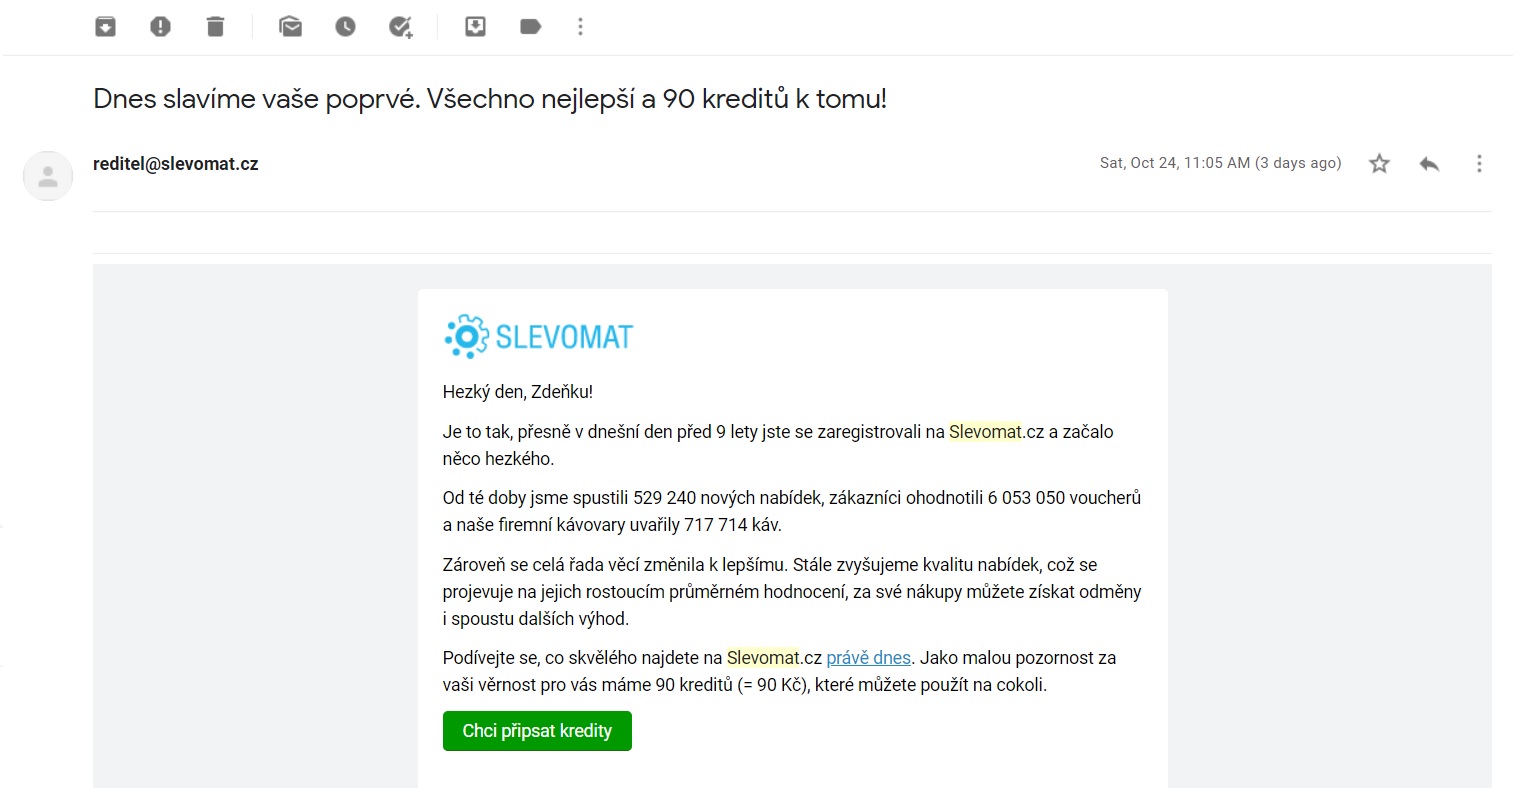 Dnes slavíme vaše poprvé. Všechno nejlepší a 90 kreditů k tomu!
reditel@slevomat.cz
Sat, Oct 24, 11:05 AM (3 days ago)
SLEVOMAT
Hezký den, Zdeňku!
Je to tak, přesně v dnešní den před 9 lety jste se zaregistrovali na Slevomat.cz a začalo
něco hezkého.
Od té doby jsme spustili 529 240 nových nabídek, zákazníci ohodnotili 6 053 050 voucherů
a naše firemní kávovary uvařily 717 714 káv.
Zároveň se celá řada věcí změnila k lepšímu. Stále zvyšujeme kvalitu nabídek, což se
projevuje na jejich rostoucím průměrném hodnocení, za své nákupy můžete získat odměny
i spoustu dalších výhod.
Podívejte se, co skvělého najdete na Slevomat.cz právě dnes. Jako malou pozornost za
vaši věrnost pro vás máme 90 kreditů (= 90 Kč), které můžete použít na cokoli.
Chci připsat kredity